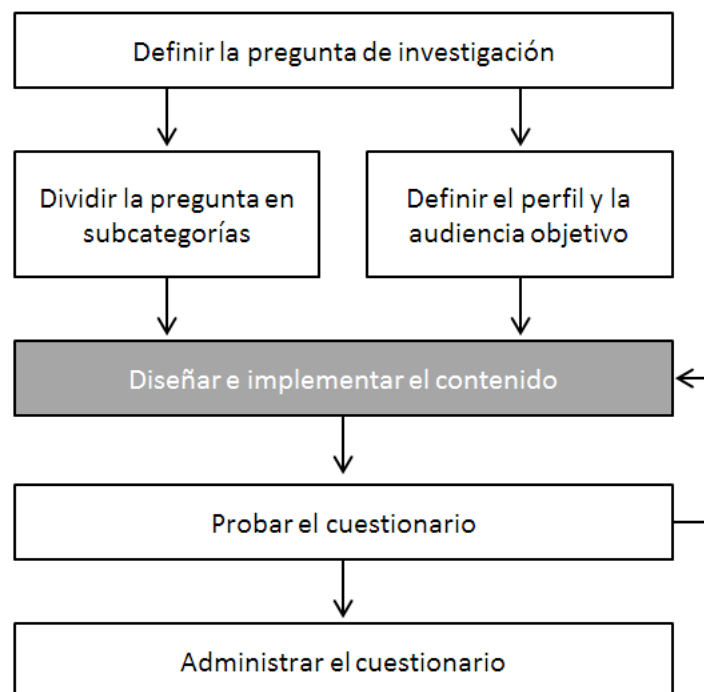 Definir la pregunta de investigación
Dividir la pregunta en
subcategorías
Definir el perfil y la
audiencia objetivo
Diseñar e implementar el contenido
Probar el cuestionario
Administrar el cuestionario